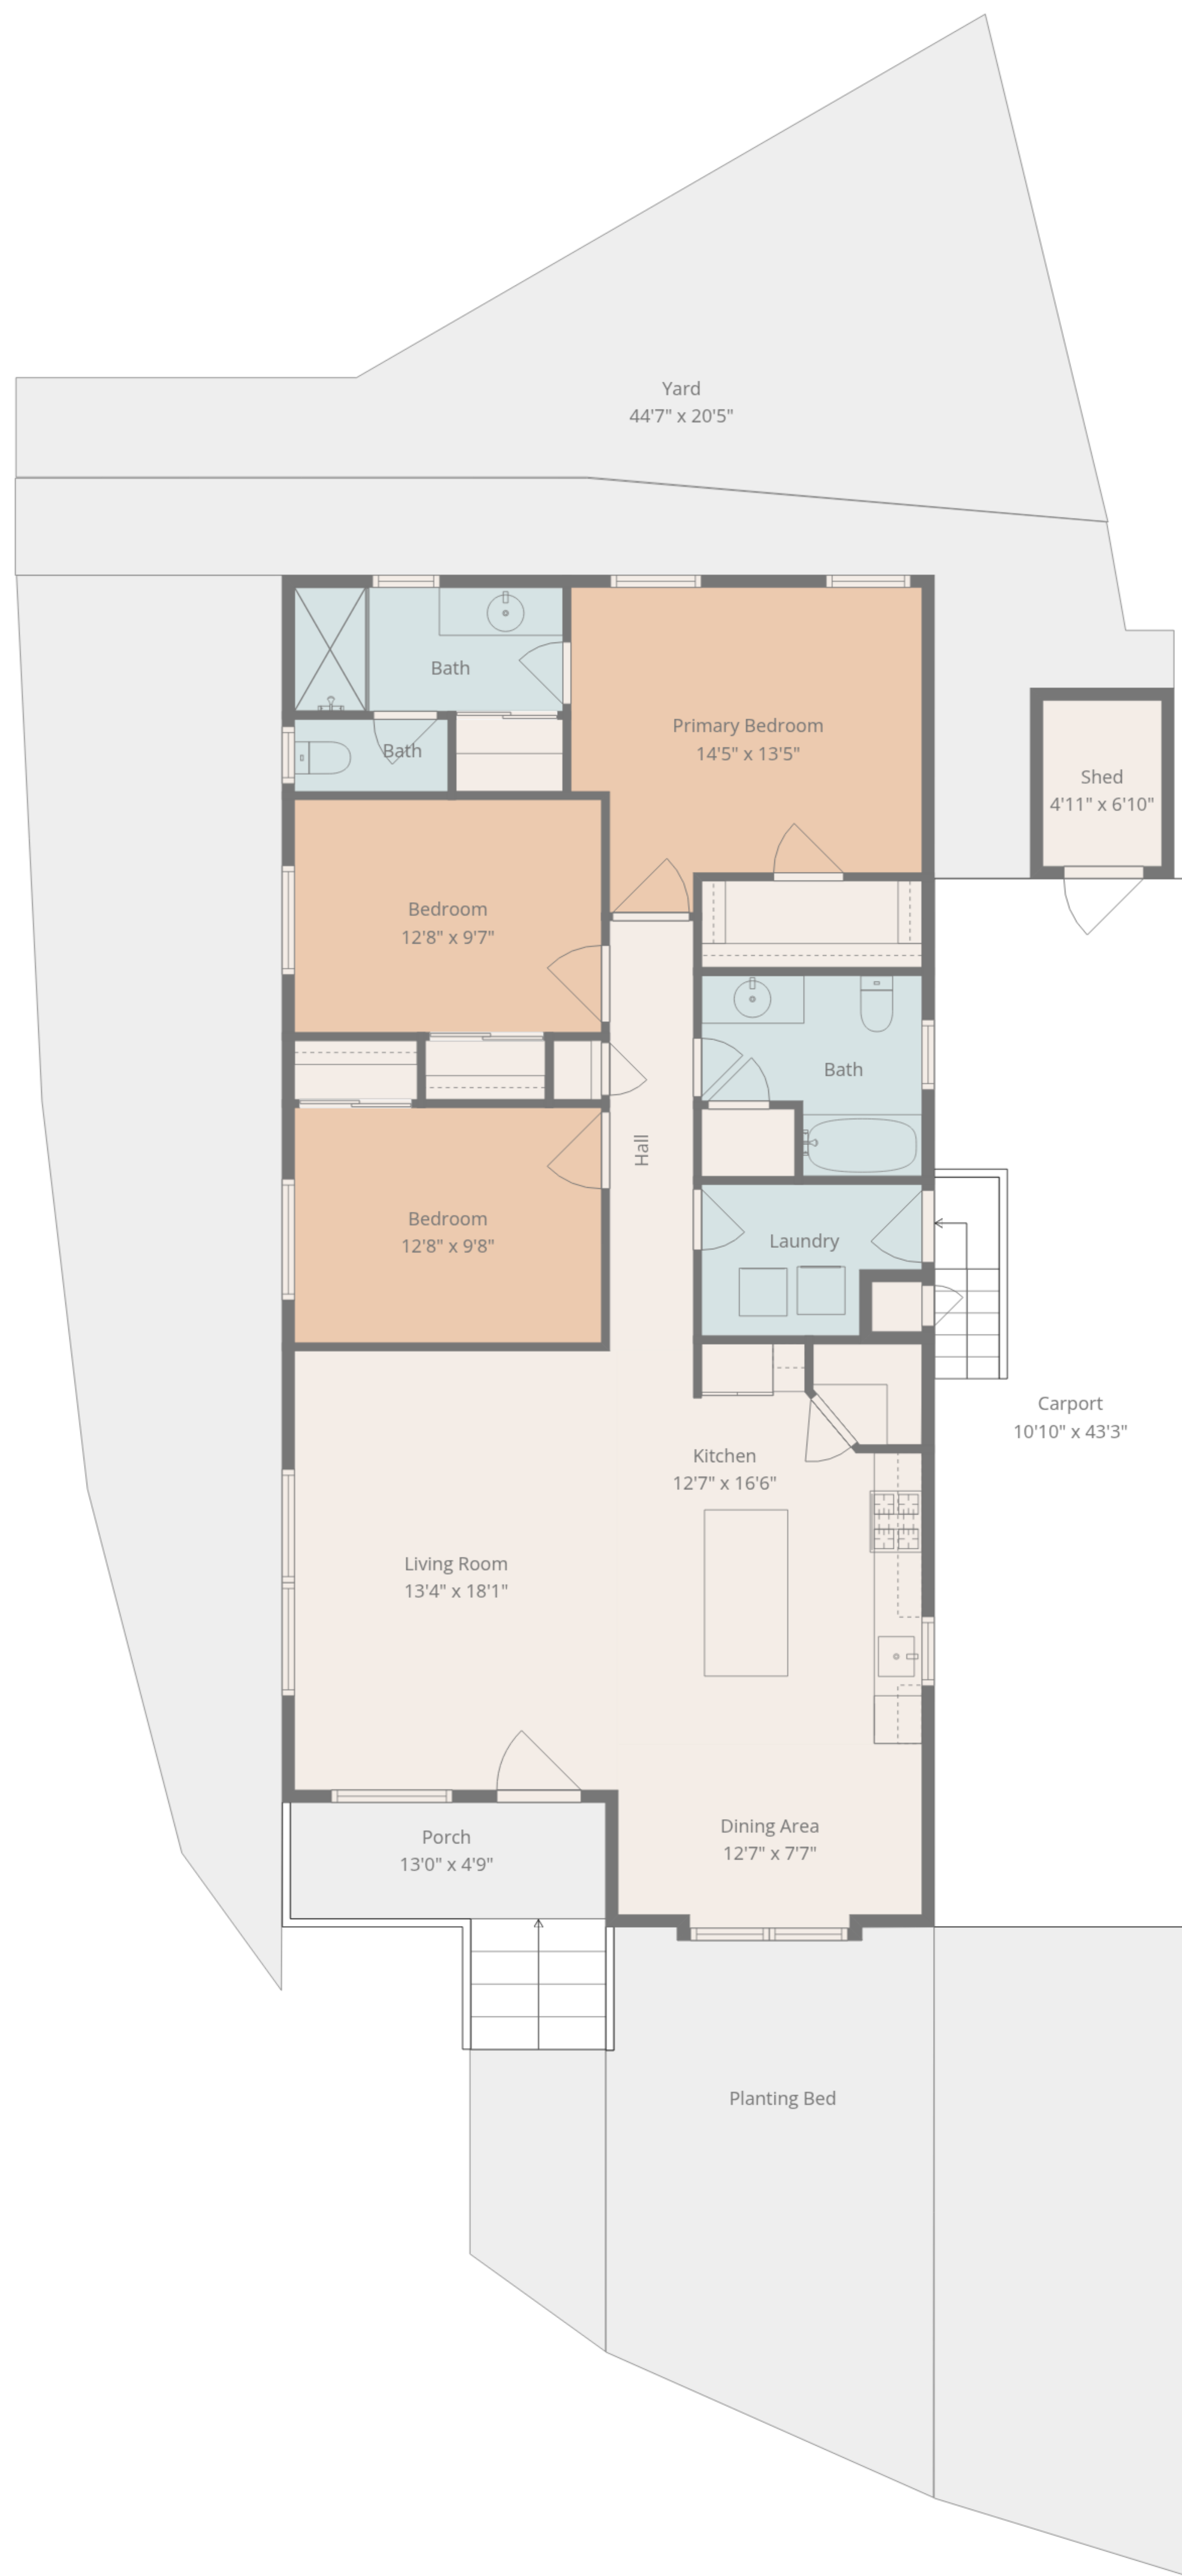 Yard
44'7" x 20'5"
Bath
Primary Bedroom
14'5" x 13'5"
Bath
Shed
4'11" x 6'10"
Bedroom
12'8" x 9'7"
Bath
Hall
Bedroom
12'8" x 9'8"
Laundry
Carport
10'10" x 43'3"
Kitchen
12'7" x 16'6"
Living Room
13'4" x 18'1"
Dining Area
12'7" x 7'7"
Porch
13'0" x 4'9"
Planting Bed